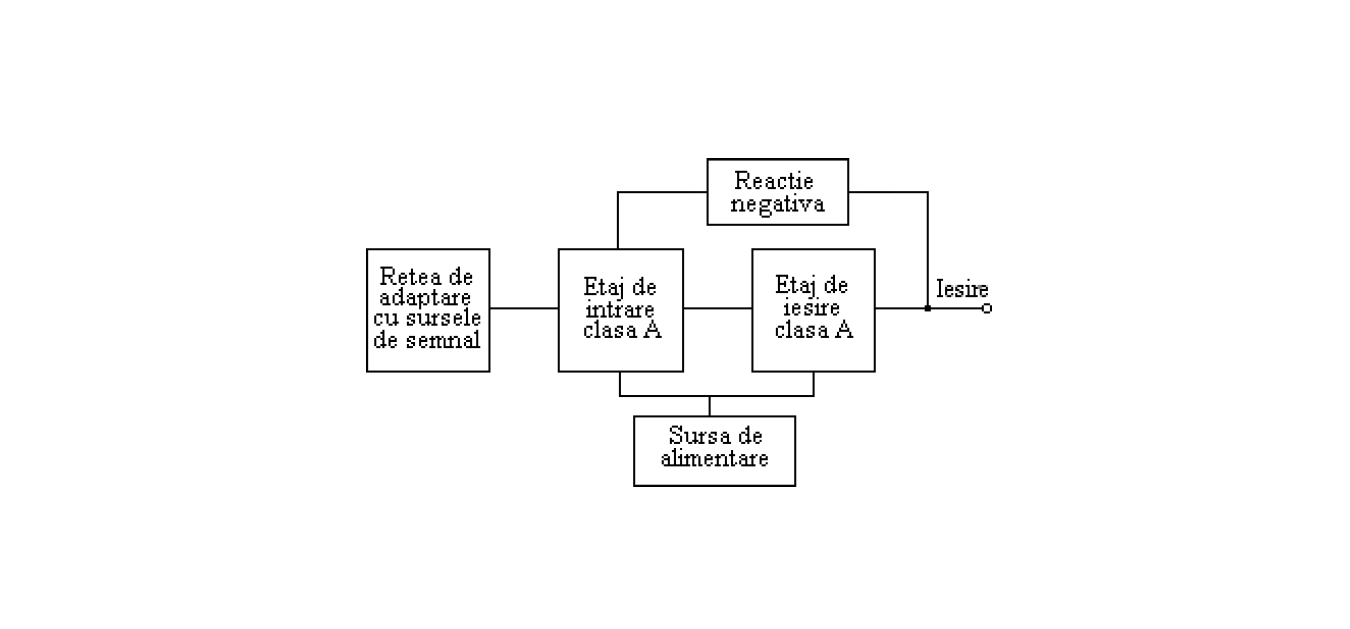 Reactie
negativa
Retea de
adaptare
cu sursele
de semnal
Etaj de
intrare
clasa A
Etaj de
iesire
clasa A
Iesire
Sursa de
alimentare